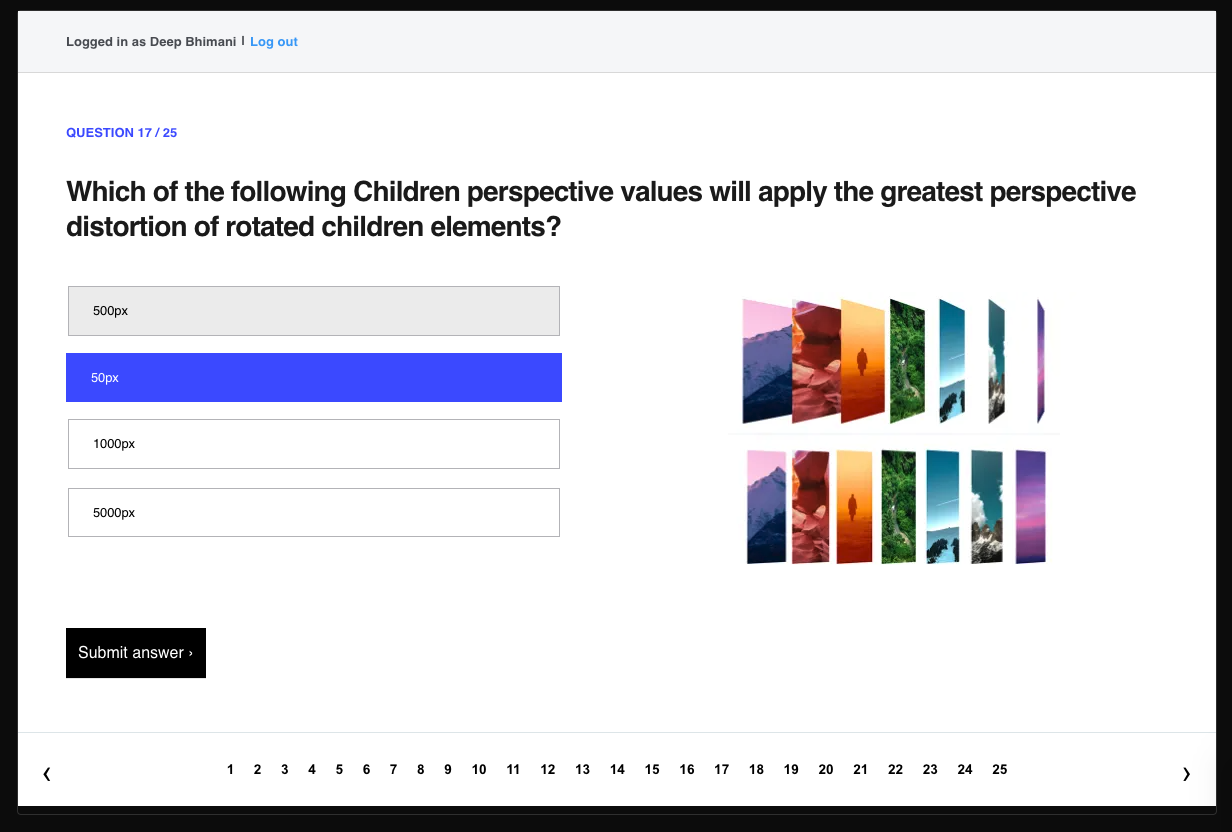 Logged in as Deep Bhimani | Log out
QUESTION 17 / 25
Which of the following Children perspective values will apply the greatest perspective
distortion of rotated children elements?
500px
50px
1000px
5000px
Submit answer ›
‹ 1 2 3 4 5 6 7 8 9 10 11 12 13 14 15 16 17 18 19 20 21 22 23 24 25 ›